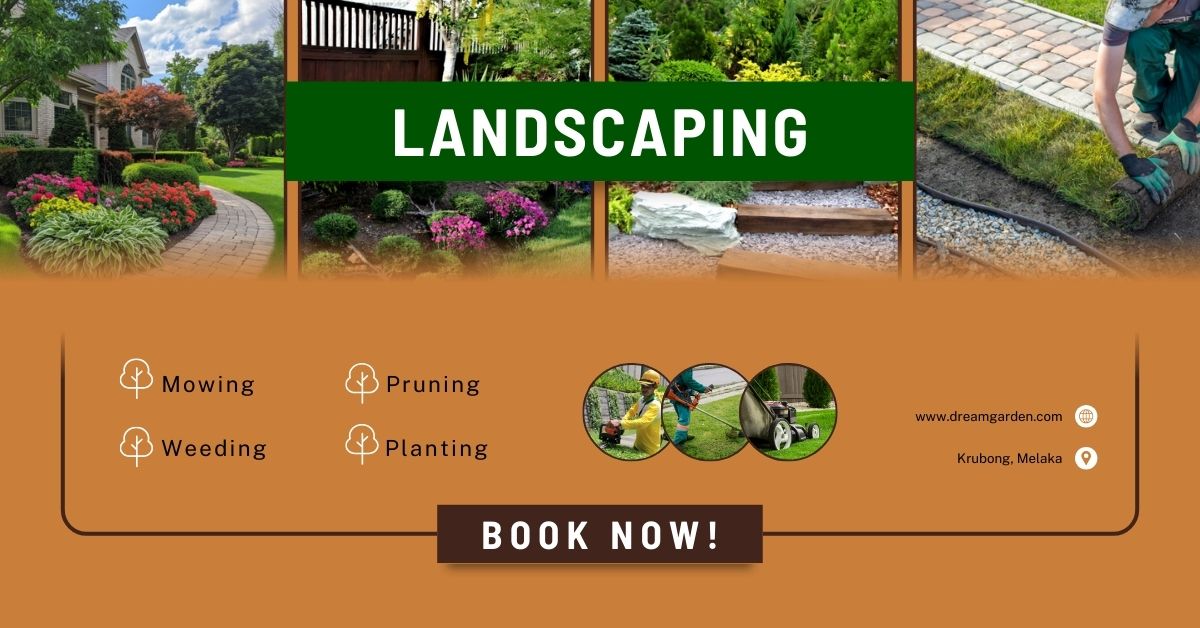 LANDSCAPING
Mowing
Pruning
Weeding
Planting
www.dreamgarden.com
Krubong, Melaka
BOOK NOW!